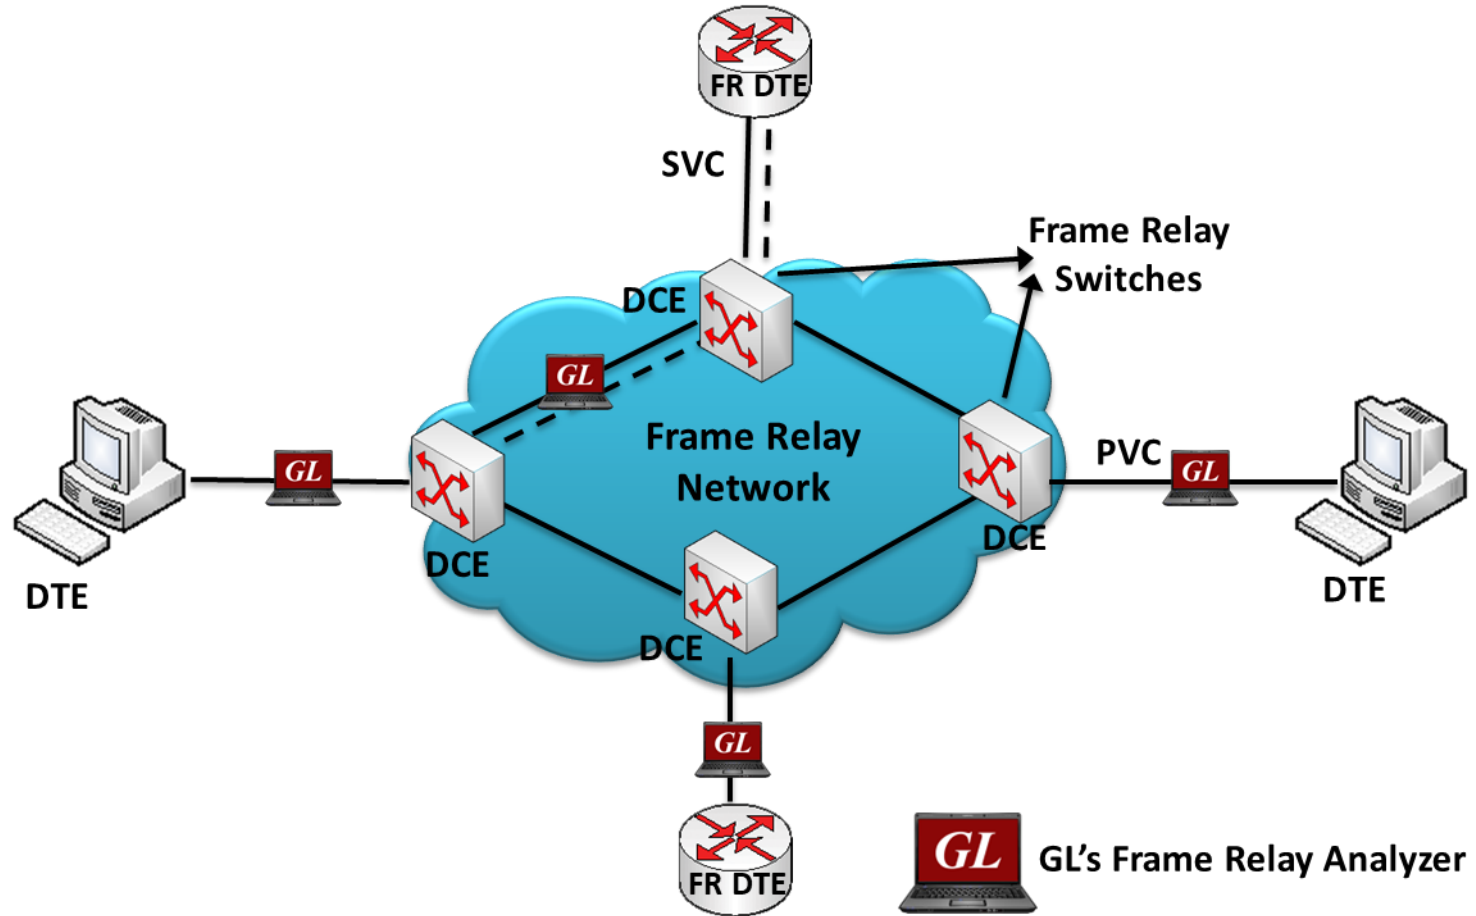 FR DTE
SVC
Frame Relay
Switches
DCE
GL
Frame Relay
Network
PVC
GL
GL
DCE
DCE
DTE
DTE
DCE
GL
FR DTE
GL
GL's Frame Relay Analyzer